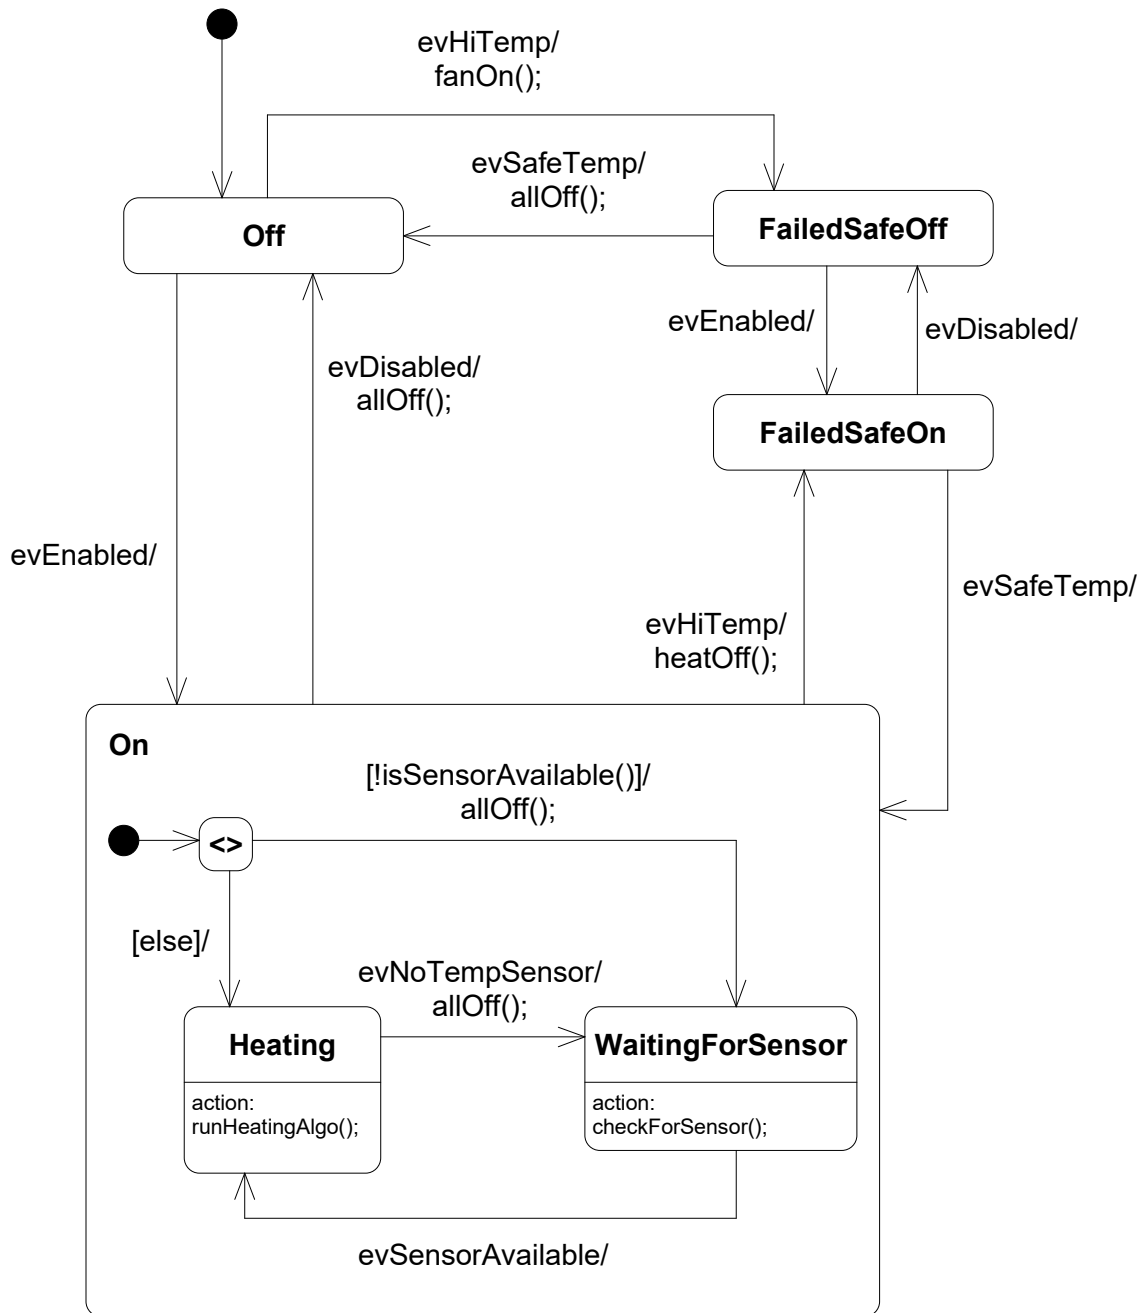 evHiTemp/
fanOn();
evSafeTemp/
allOff();
Off
FailedSafeOff
evEnabled/
evDisabled/
evDisabled/
allOff();
FailedSafeOn
evEnabled/
evSafeTemp/
evHiTemp/
heatOff();
On
[!isSensorAvailable()]/
allOff();
<>
[else]/
evNoTempSensor/
allOff();
Heating
action:
runHeatingAlgo();
WaitingForSensor
action:
checkForSensor();
evSensorAvailable/